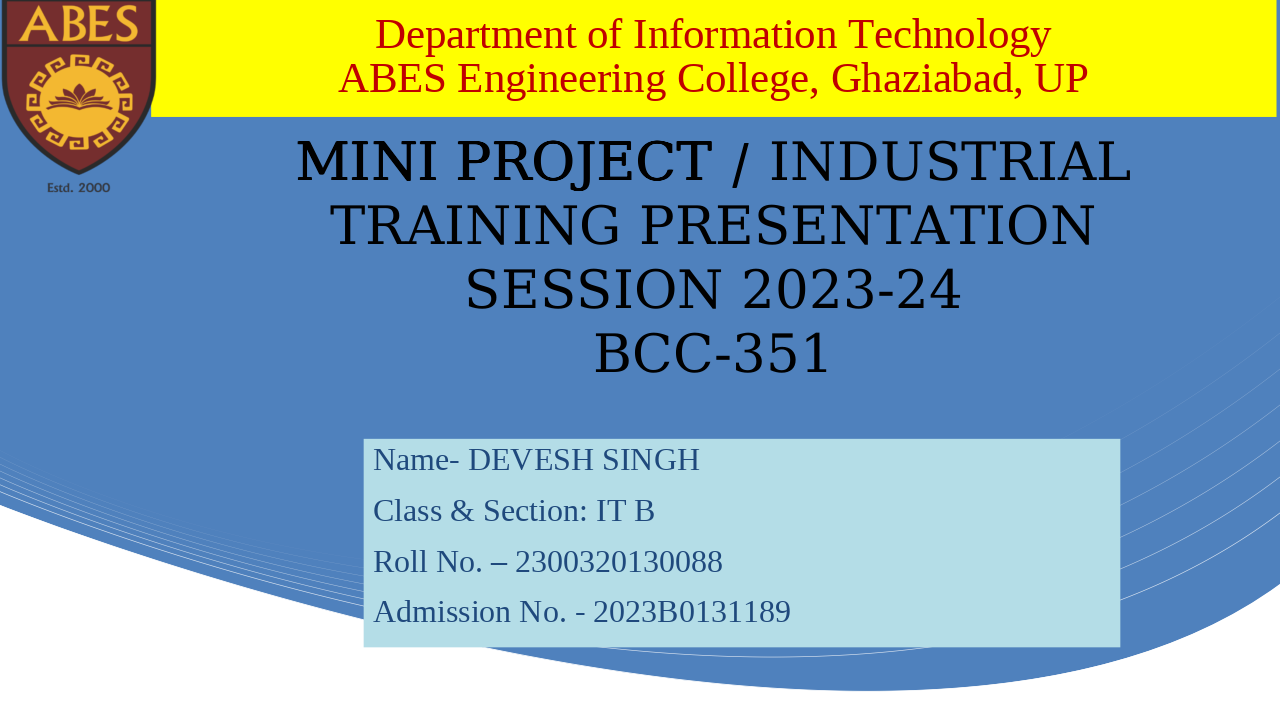 ABES
Estd. 2000
Department of Information Technology
ABES Engineering College, Ghaziabad, UP
MINI PROJECT / INDUSTRIAL
TRAINING PRESENTATION
SESSION 2023-24
BCC-351
Name- DEVESH SINGH
Class & Section: IT B
Roll No. – 2300320130088
Admission No. - 2023B0131189